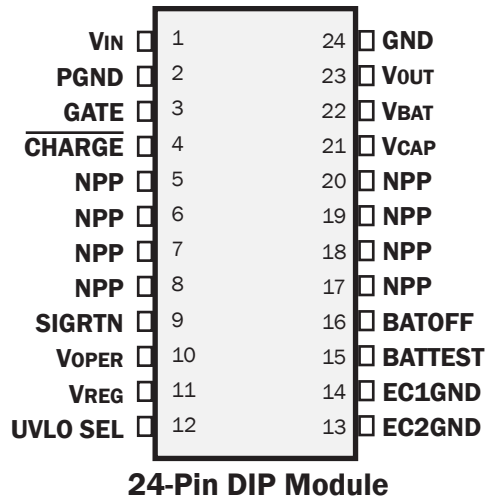 VIN 1 24 GND
PGND 2 23 VOUT
GATE 3 22 VBAT
CHARGE 4 21 VCAP
NPP 5 20 NPP
NPP 6 19 NPP
NPP 7 18 NPP
NPP 8 17 NPP
SIGRTN 9 16 BATOFF
VOPER 10 15 BATTEST
VREG 11 14 EC1GND
UVLO SEL 12 13 EC2GND
24-Pin DIP Module